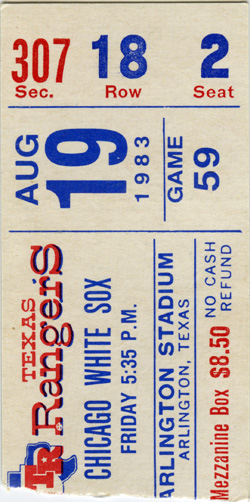 307 18 2
Sec. Row Seat
AUG
19
1983
GAME
59
TEXAS
RangerS
TR
CHICAGO WHITE SOX
FRIDAY 5:35 P.M.
ARLINGTON STADIUM
ARLINGTON, TEXAS
NO CASH
REFUND
Mezzanine Box $8.50